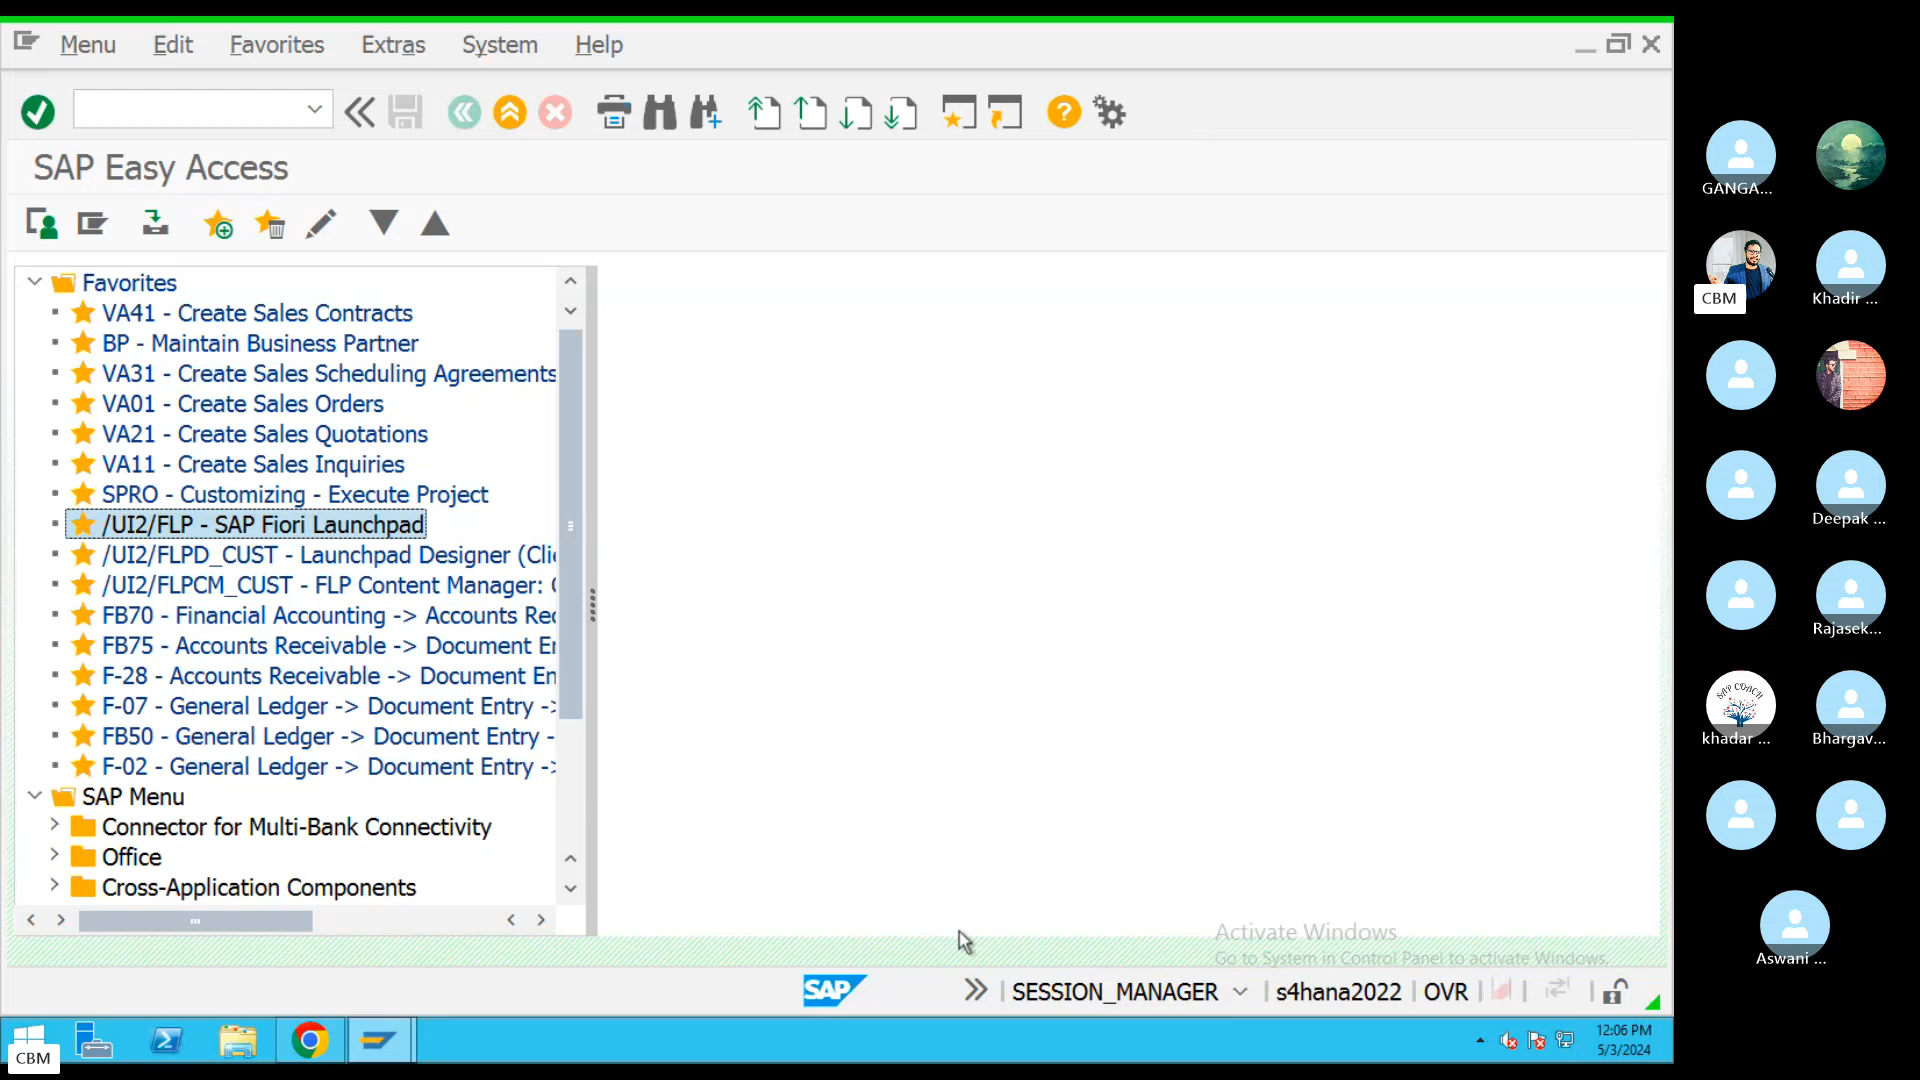 Menu Edit Favorites Extras System Help
SAP Easy Access
Favorites
VA41 - Create Sales Contracts
BP - Maintain Business Partner
VA31 - Create Sales Scheduling Agreements
VA01 - Create Sales Orders
VA21 - Create Sales Quotations
VA11 - Create Sales Inquiries
SPRO - Customizing - Execute Project
/UI2/FLP - SAP Fiori Launchpad
/UI2/FLPD_CUST - Launchpad Designer (Clie
/UI2/FLPCM_CUST - FLP Content Manager: C
FB70 - Financial Accounting -> Accounts Rec
FB75 - Accounts Receivable -> Document En
F-28 - Accounts Receivable -> Document En
F-07 - General Ledger -> Document Entry ->
FB50 - General Ledger -> Document Entry -
F-02 - General Ledger -> Document Entry ->
SAP Menu
Connector for Multi-Bank Connectivity
Office
Cross-Application Components
Activate Windows
Go to System in Control Panel to activate Windows.
SAP
SESSION_MANAGER s4hana2022 OVR
12:06 PM
5/3/2024
CBM
GANGA...
CBM
Khadir ...
Deepak ...
Rajasek...
SAP COACH
khadar ...
Bhargav...
Aswani ...